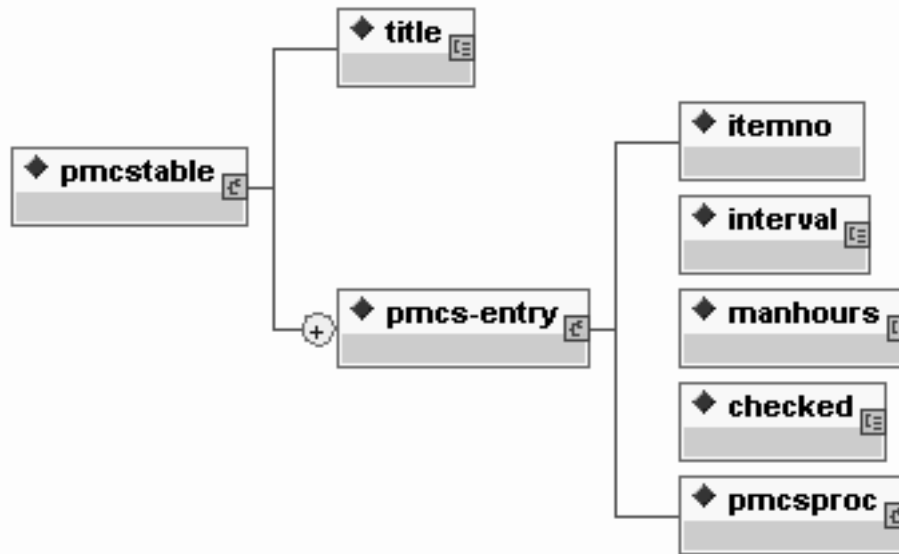 title
pmcstable
itemno
interval
pmcs-entry
manhours
checked
pmcsproc